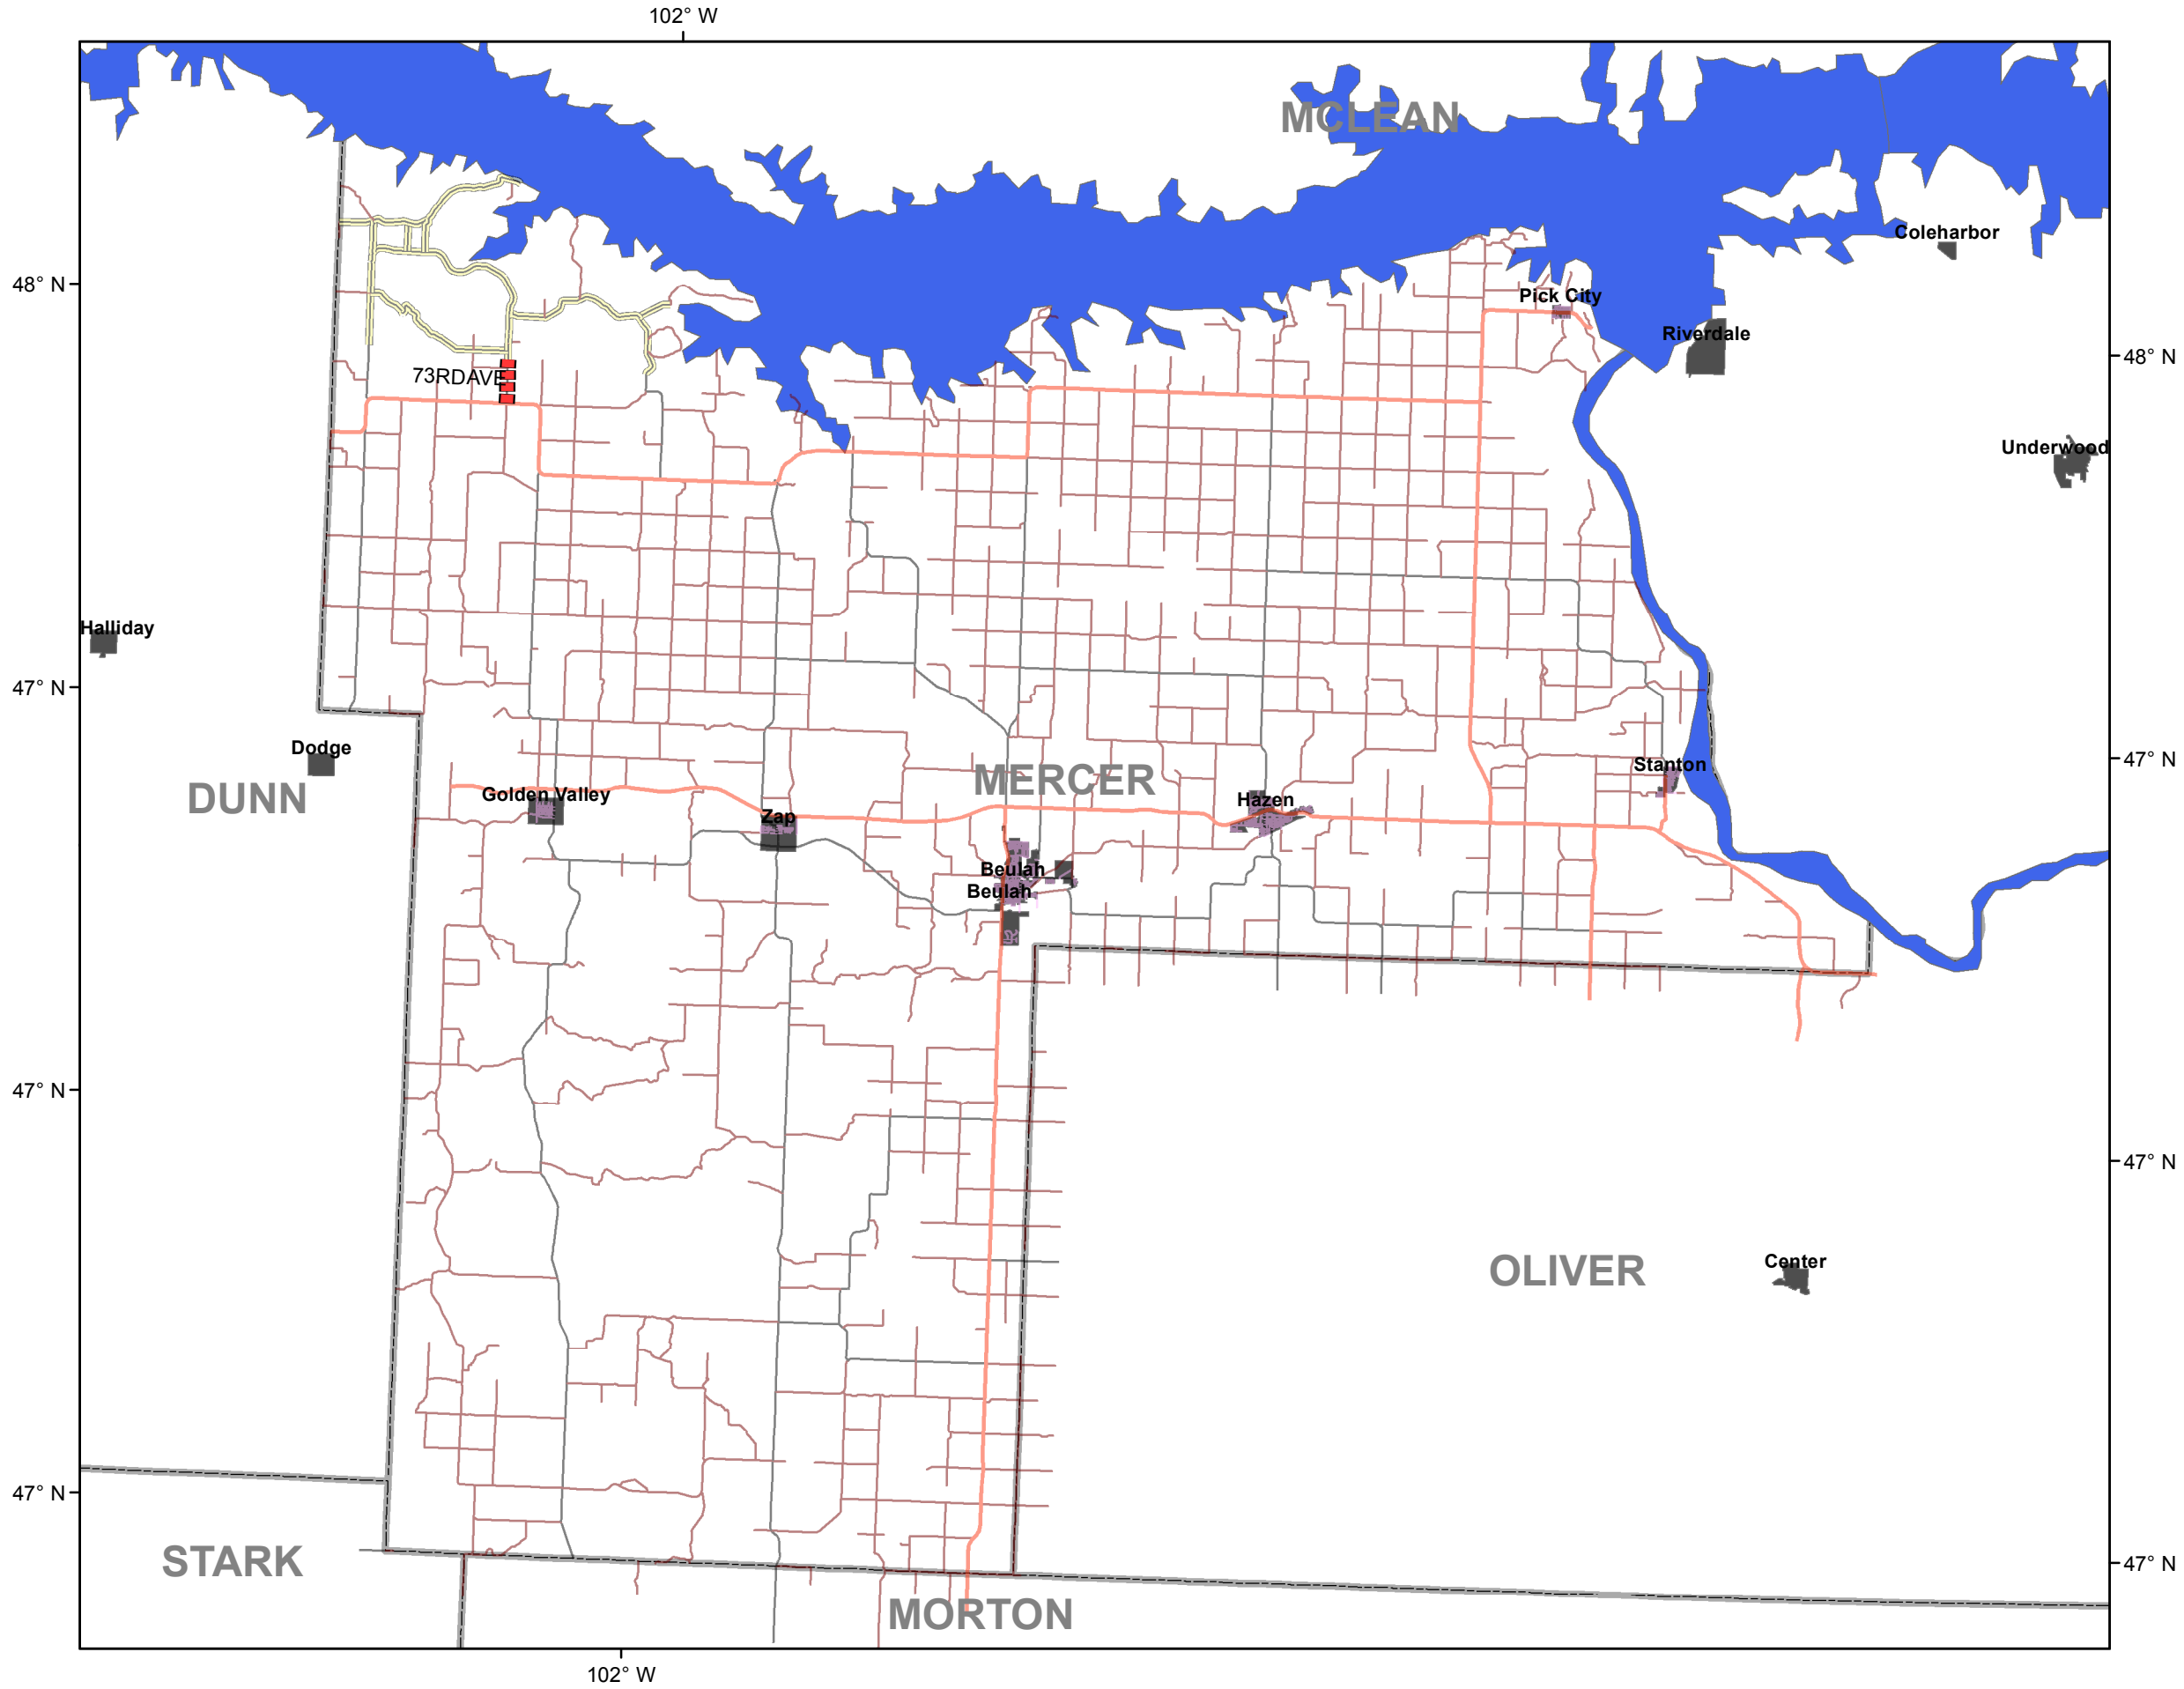 102° W
MCLEAN
Coleharbor
48° N
Pick City
Riverdale
48° N
73RDAVE
Underwood
Halliday
47° N
Dodge
Stanton
47° N
MERCER
DUNN
Golden Valley
Hazen
Zap
Beulah
Beulah
47° N
47° N
Center
OLIVER
47° N
STARK
47° N
MORTON
102° W